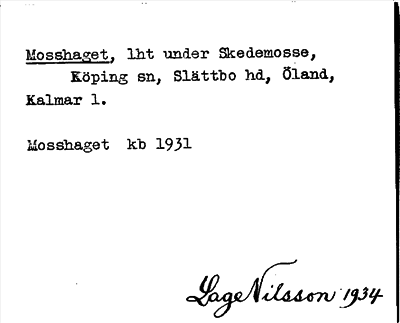 Mosshaget, lht under Skedemosse,
Köping sn, Slättbo hd, Öland,
Kalmar l.
Mosshaget kb 1931
Lage Nilsson 1934